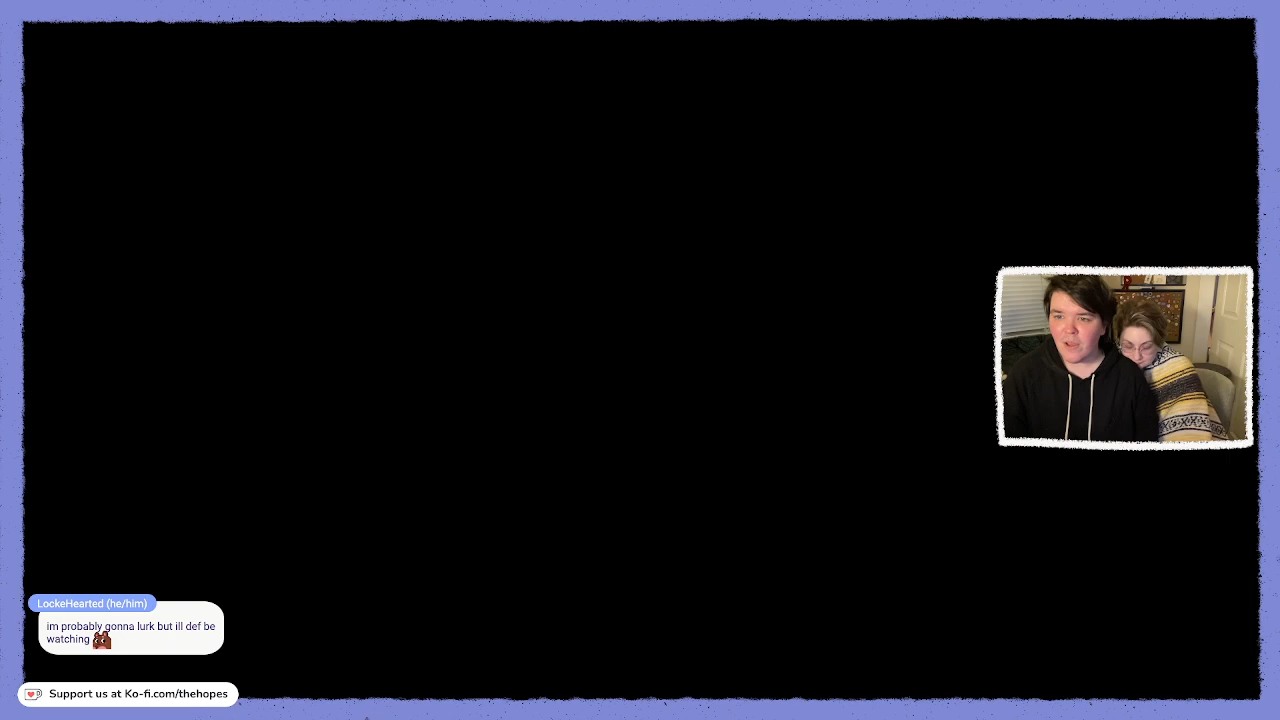 LockeHearted (he/him)
im probably gonna lurk but ill def be
watching
Support us at Ko-fi.com/thehopes